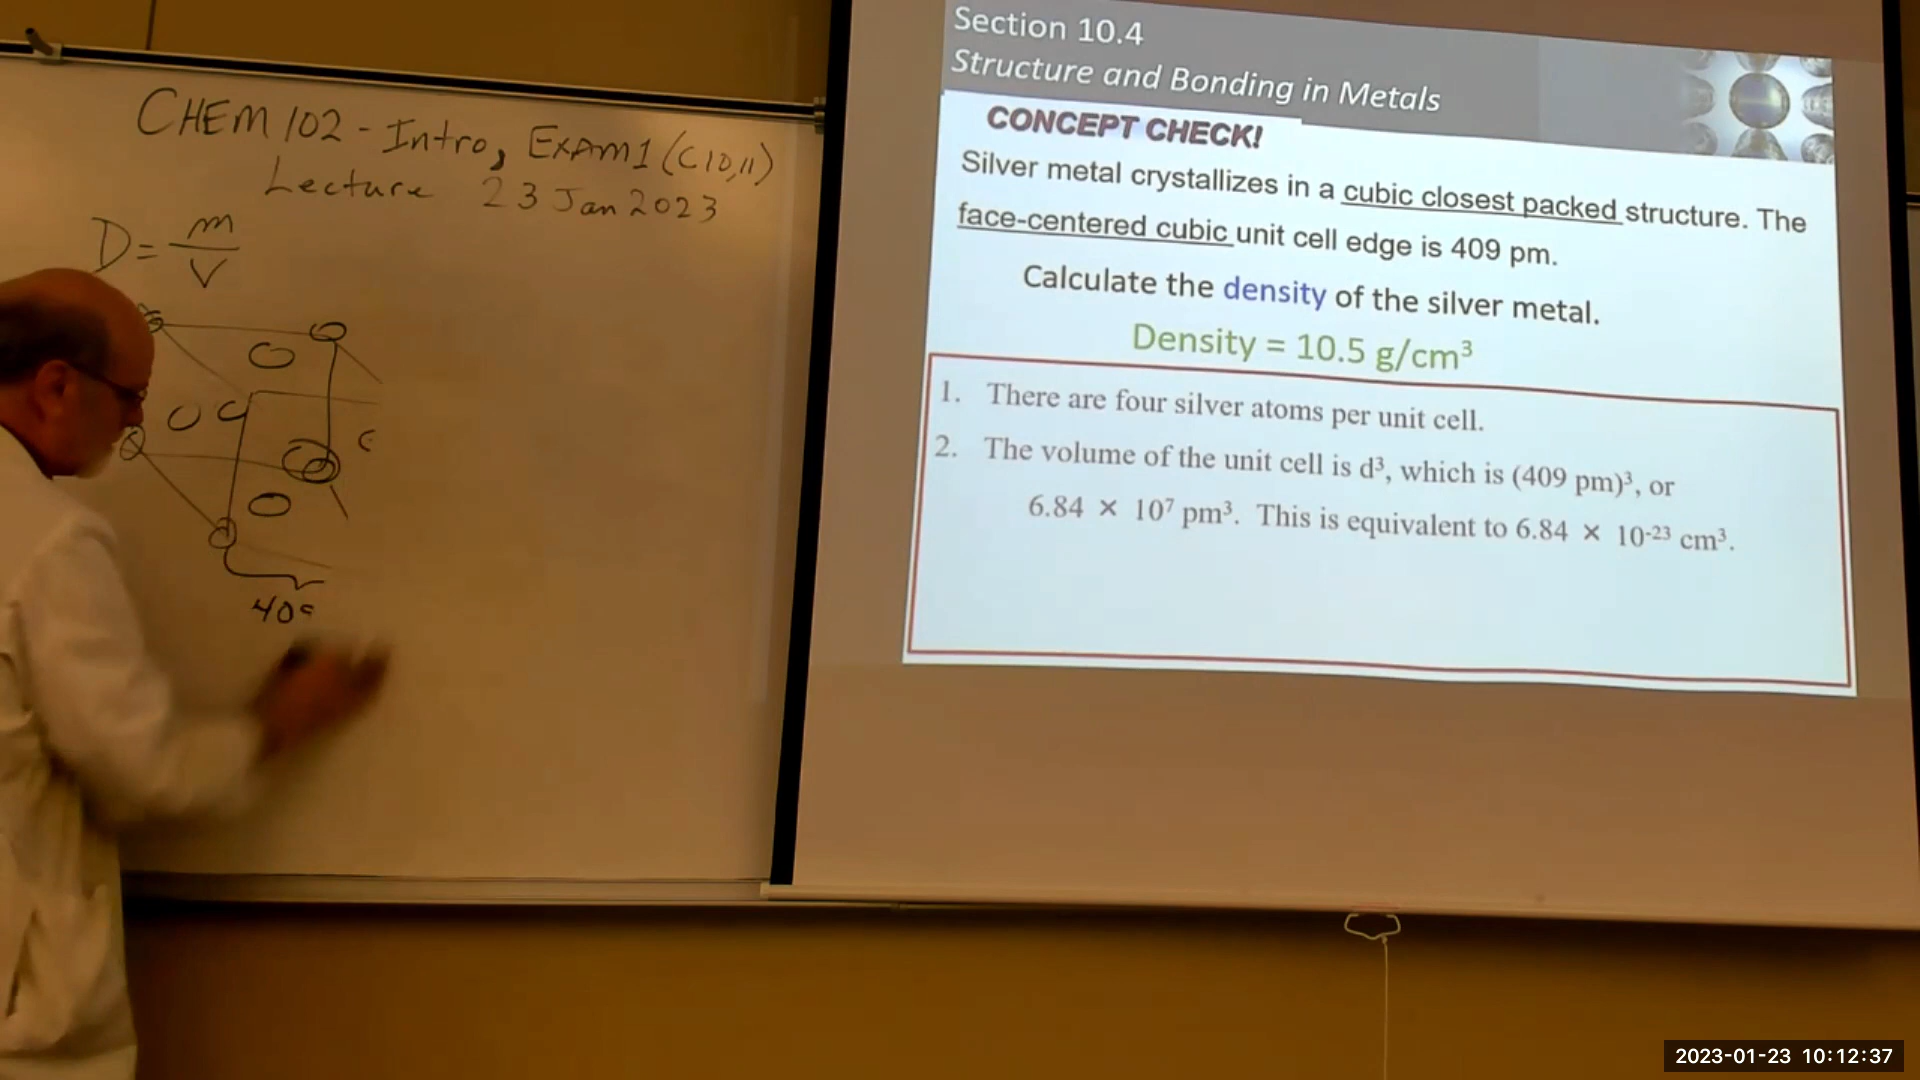 CHEM 102 - Intro, EXAM 1 (C10,11)
Lecture 23 Jan 2023
D = m
V
409
Section 10.4
Structure and Bonding in Metals
CONCEPT CHECK!
Silver metal crystallizes in a cubic closest packed structure. The
face-centered cubic unit cell edge is 409 pm.
Calculate the density of the silver metal.
Density = 10.5 g/cm³
1. There are four silver atoms per unit cell.
2. The volume of the unit cell is d³, which is (409 pm)³, or
6.84 × 10⁷ pm³. This is equivalent to 6.84 × 10⁻²³ cm³.
2023-01-23 10:12:37